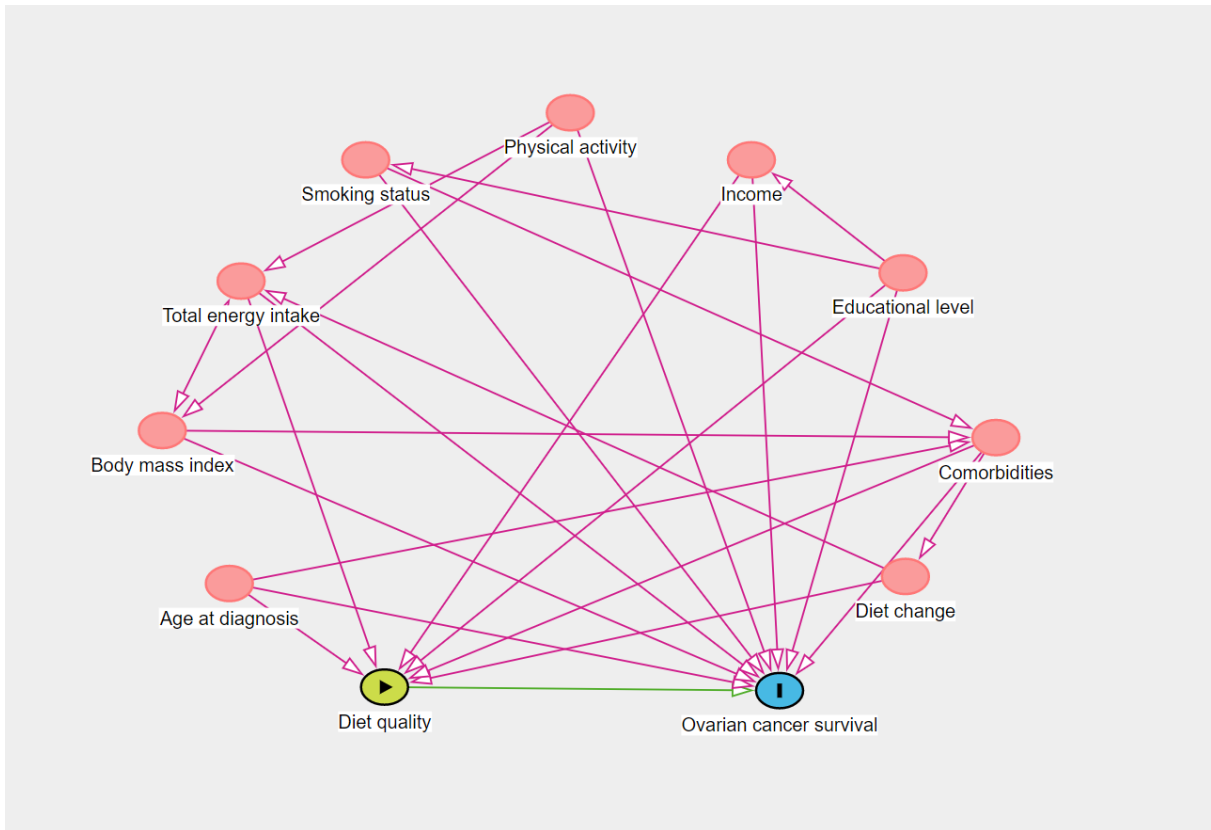 Physical activity
Smoking status
Income
Total energy intake
Educational level
Body mass index
Comorbidities
Age at diagnosis
Diet change
Diet quality
Ovarian cancer survival